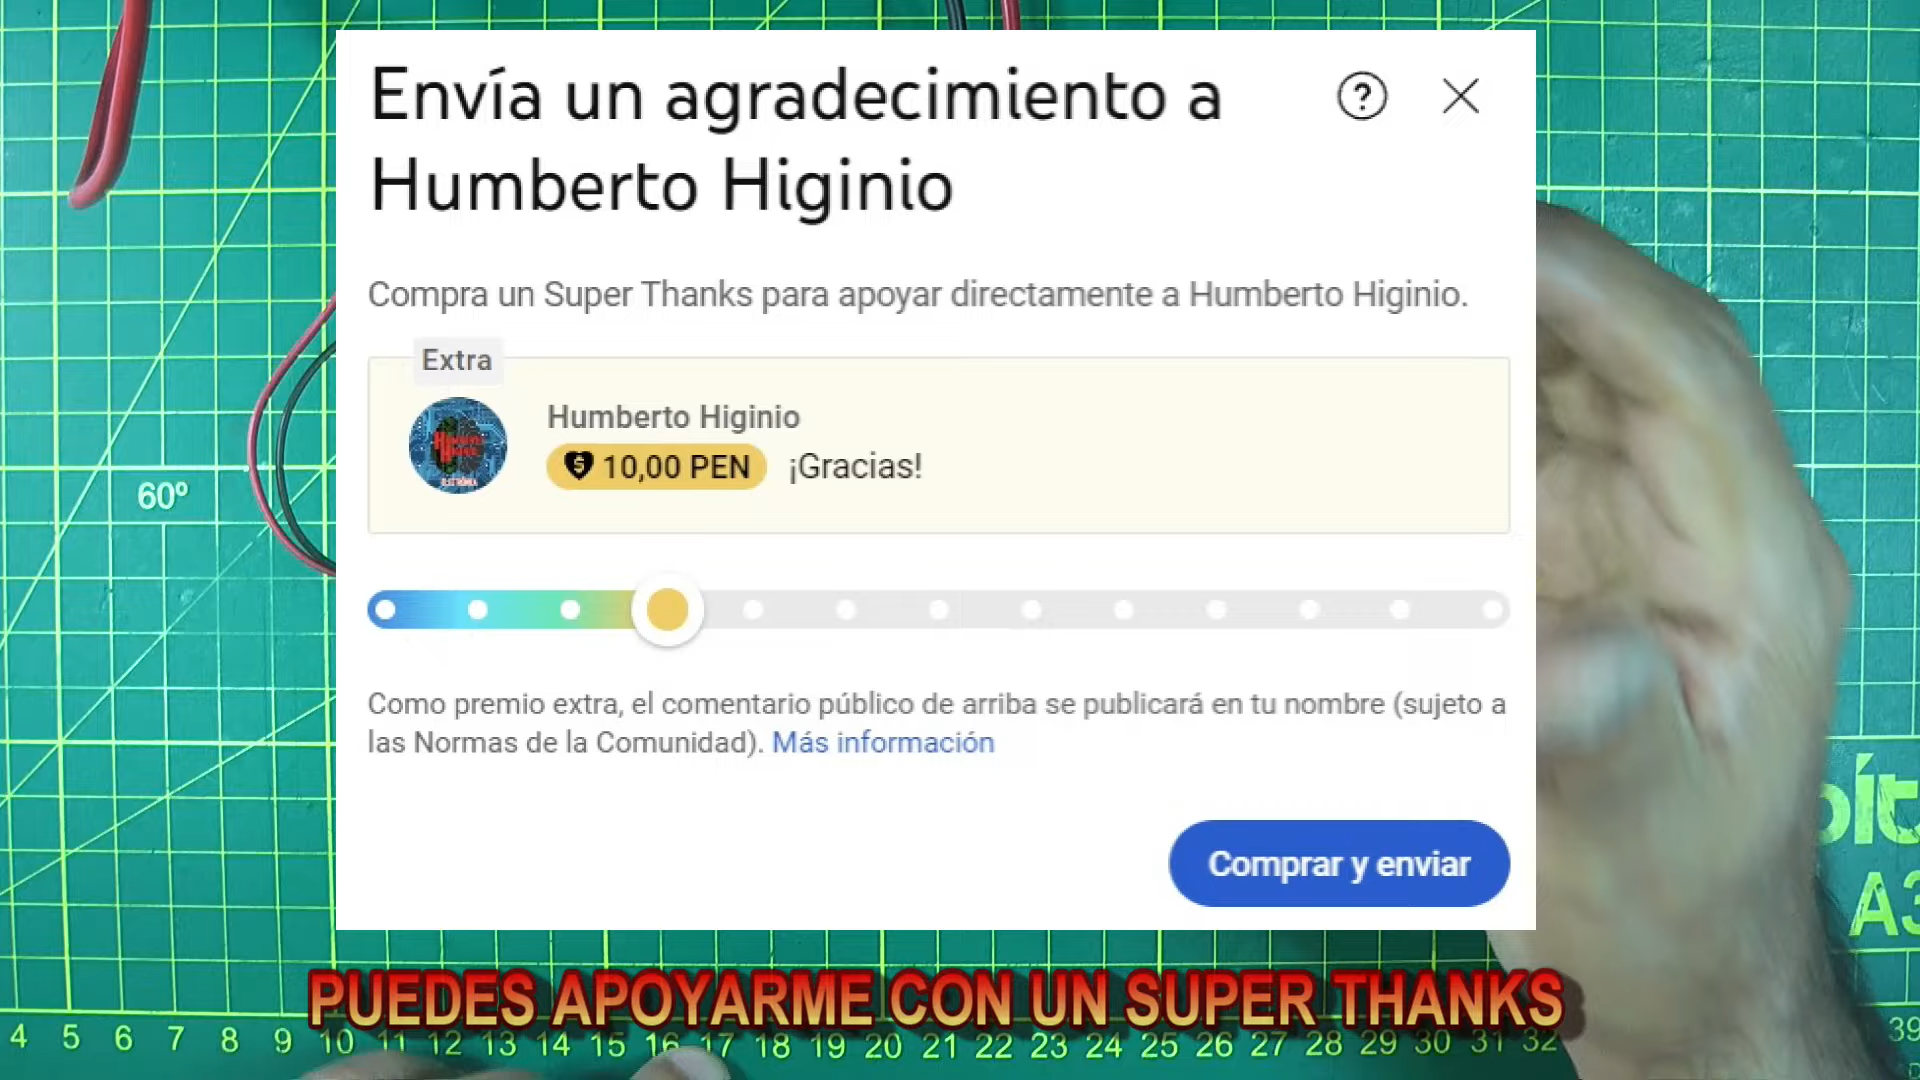 Envía un agradecimiento a
Humberto Higinio
Compra un Super Thanks para apoyar directamente a Humberto Higinio.
Extra
Humberto Higinio
10,00 PEN ¡Gracias!
Como premio extra, el comentario público de arriba se publicará en tu nombre (sujeto a
las Normas de la Comunidad). Más información
Comprar y enviar
60º
A3
PUEDES APOYARME CON UN SUPER THANKS
4 5 6 7 8 9 10 11 12 13 14 15 16 17 18 19 20 21 22 23 24 25 26 27 28 29 30 31 32 39